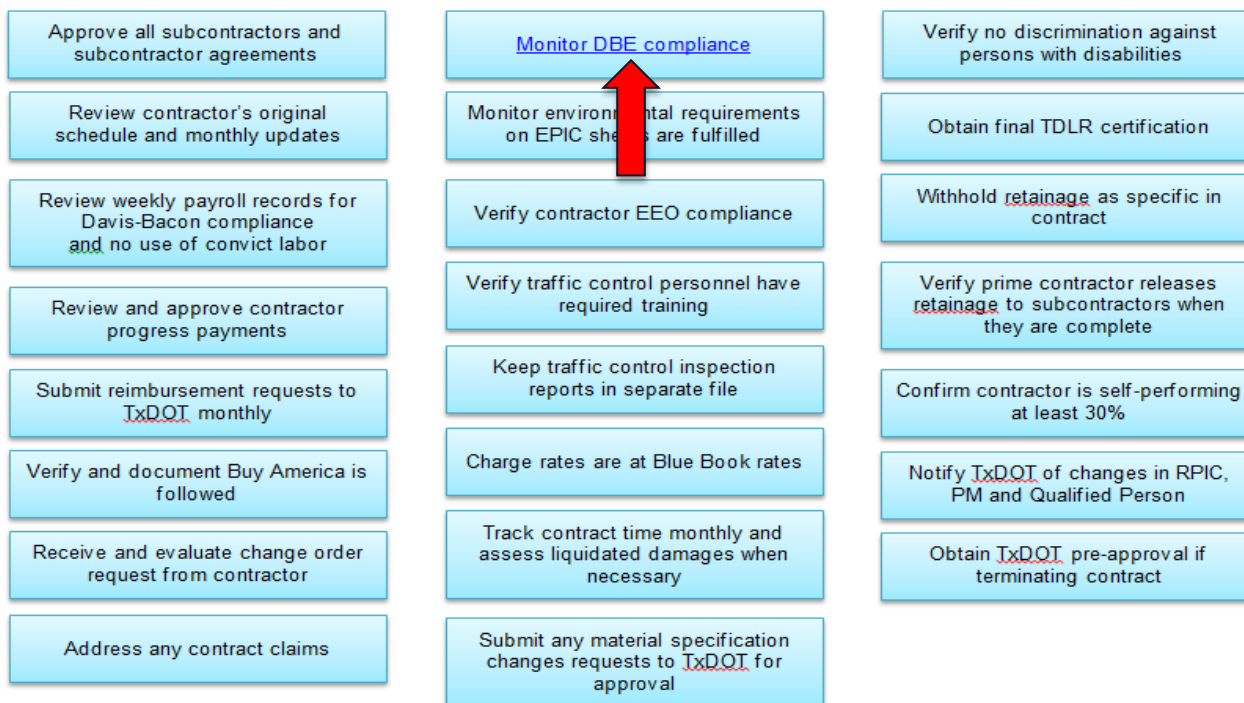 Approve all subcontractors and
subcontractor agreements
Review contractor's original
schedule and monthly updates
Review weekly payroll records for
Davis-Bacon compliance
and no use of convict labor
Review and approve contractor
progress payments
Submit reimbursement requests to
TxDOT monthly
Verify and document Buy America is
followed
Receive and evaluate change order
request from contractor
Address any contract claims
Monitor DBE compliance
Monitor requirements
on EPIC are fulfilled
Verify contractor EEO compliance
Verify traffic control personnel have
required training
Keep traffic control inspection
reports in separate file
Charge rates are at Blue Book rates
Track contract time monthly and
assess liquidated damages when
necessary
Submit any material specification
changes requests to TxDOT for
approval
Verify no discrimination against
persons with disabilities
Obtain final TDLR certification
Withhold retainage as specific in
contract
Verify prime contractor releases
retainage to subcontractors when
they are complete
Confirm contractor is self-performing
at least 30%
Notify TxDOT of changes in RPIC,
PM and Qualified Person
Obtain TxDOT pre-approval if
terminating contract